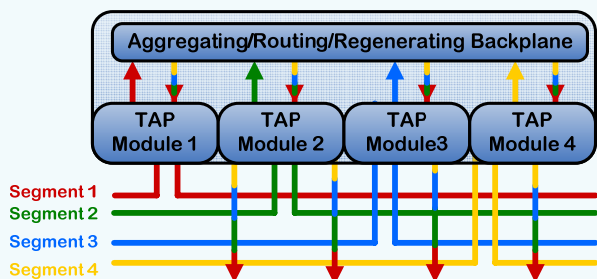 Aggregating/Routing/Regenerating Backplane
TAP TAP TAP TAP
Module 1 Module 2 Module3 Module 4
Segment 1
Segment 2
Segment 3
Segment 4